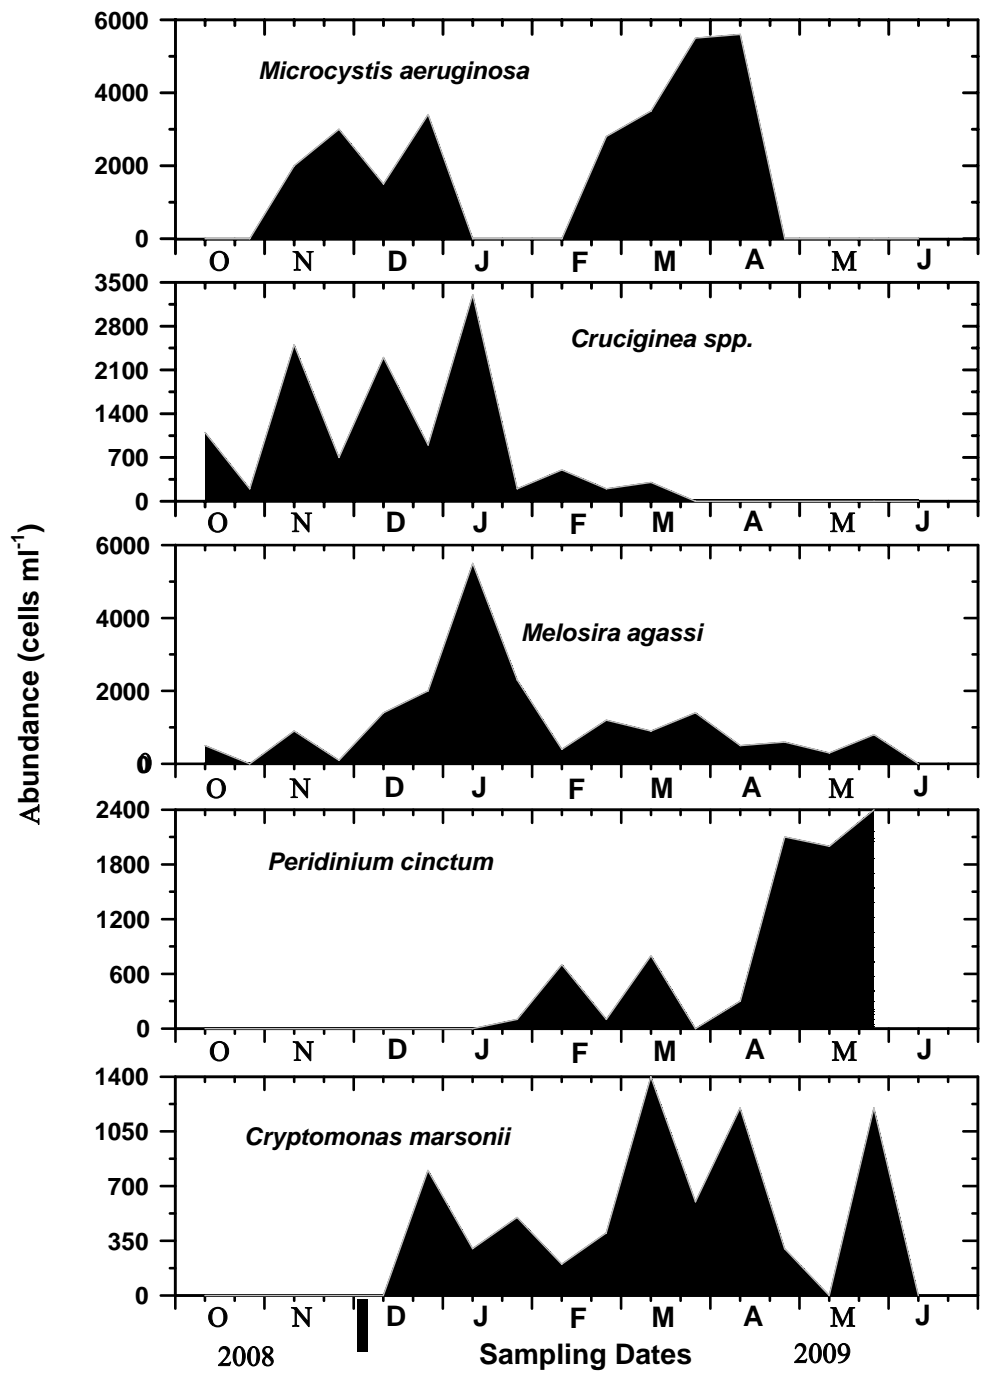 Abundance (cells ml-1)
6000
Microcystis aeruginosa
4000
2000
0
O N D J F M A M J
3500
2800
Cruciginea spp.
2100
1400
700
0
O N D J F M A M J
6000
4000
Melosira agassi
2000
0
O N D J F M A M J
2400
1800
Peridinium cinctum
1200
600
0
O N D J F M A M J
1400
1050
Cryptomonas marsonii
700
350
0
O N D J F M A M J
2008 Sampling Dates 2009